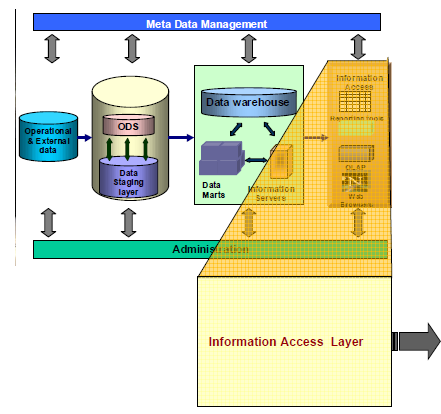 Meta Data Management
Information
Access
Reporting tools
OLAP
Web
Browsers
Operational
& External
data
ODS
Data
Staging
layer
Data warehouse
Data
Marts
Information
Servers
Administration
Information Access Layer